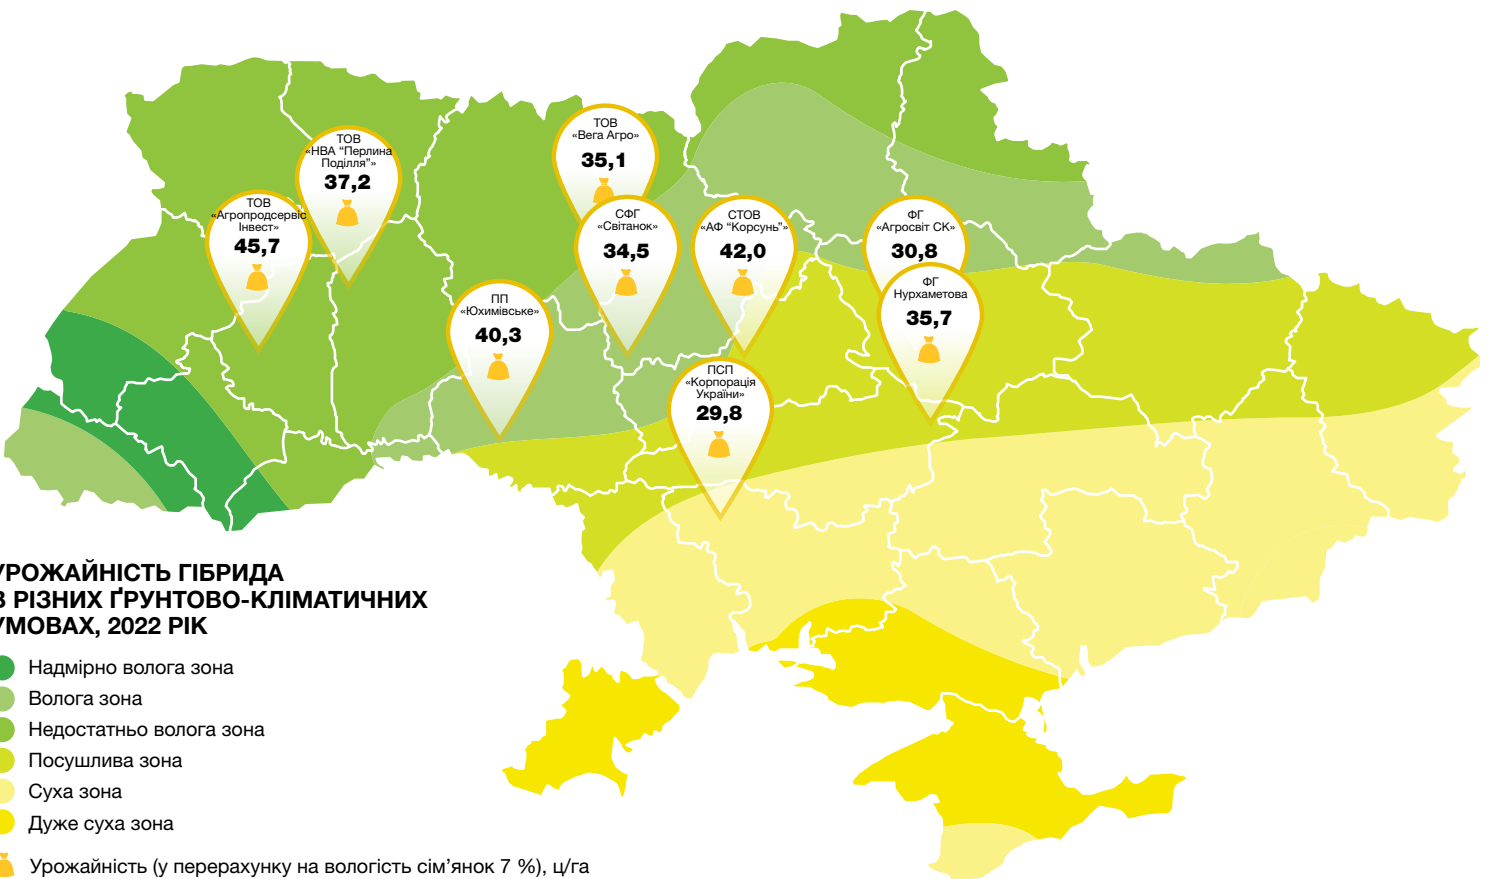 ТОВ
«Вега Агро»
35,1
ТОВ
«НВА “Перлина
Поділля”»
37,2
ТОВ
«Агропродсервіс
Інвест»
45,7
СФГ
«Світанок»
34,5
СТОВ
«АФ “Корсунь”»
42,0
ФГ
«Агросвіт СК»
30,8
ФГ
Нурхаметова
35,7
ПП
«Юхимівське»
40,3
ПСП
«Корпорація
України»
29,8
УРОЖАЙНІСТЬ ГІБРИДА
В РІЗНИХ ҐРУНТОВО-КЛІМАТИЧНИХ
УМОВАХ, 2022 РІК
Надмірно волога зона
Волога зона
Недостатньо волога зона
Посушлива зона
Суха зона
Дуже суха зона
Урожайність (у перерахунку на вологість сім’янок 7 %), ц/га